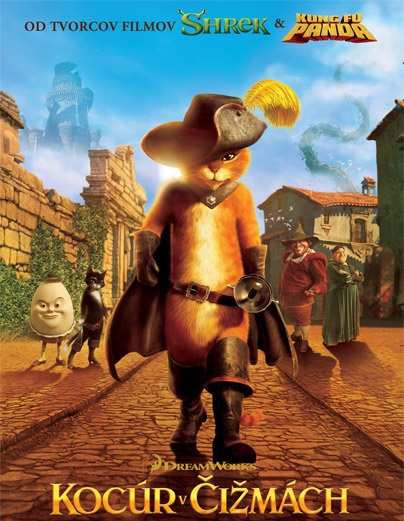 OD TVORCOV FILMOV SHREK & KUNG FU PANDA
DREAMWORKS
KOCÚR V ČIŽMÁCH